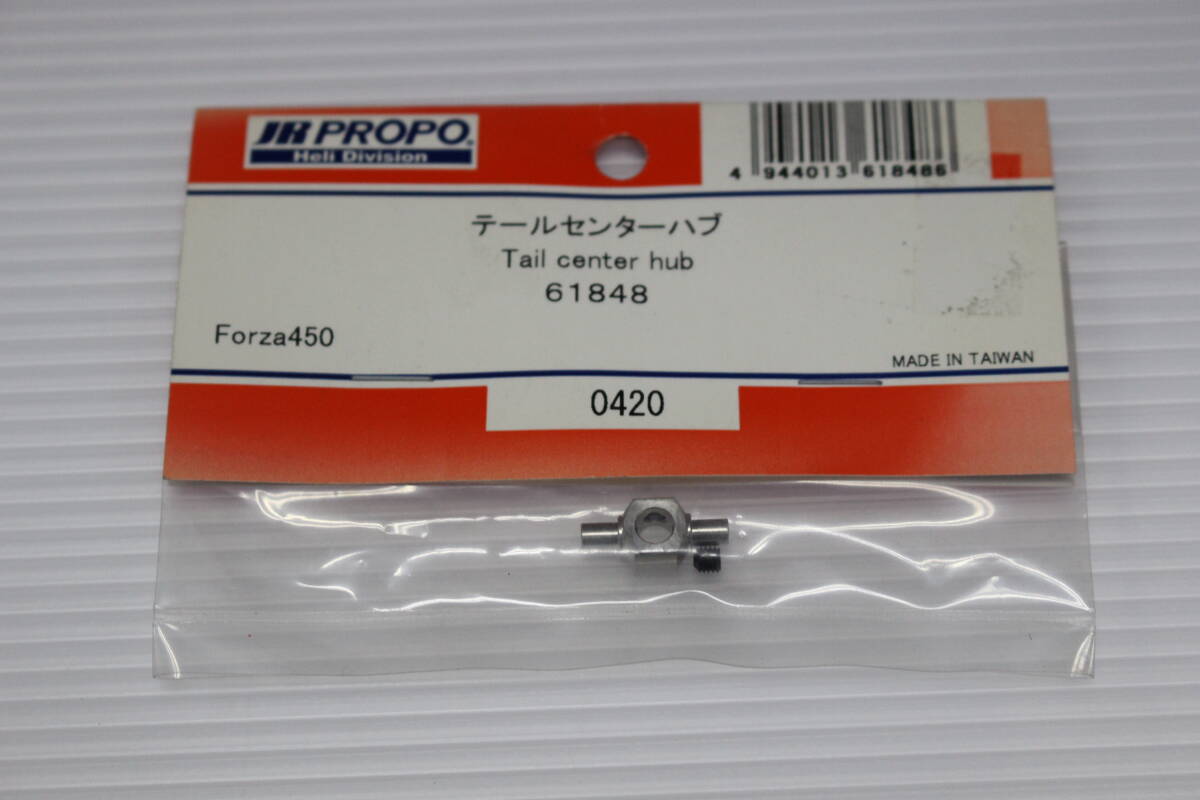 JR PROPO®
Heli Division
4 944013 618486
テールセンターハブ
Tail center hub
61848
Forza450
MADE IN TAIWAN
0420